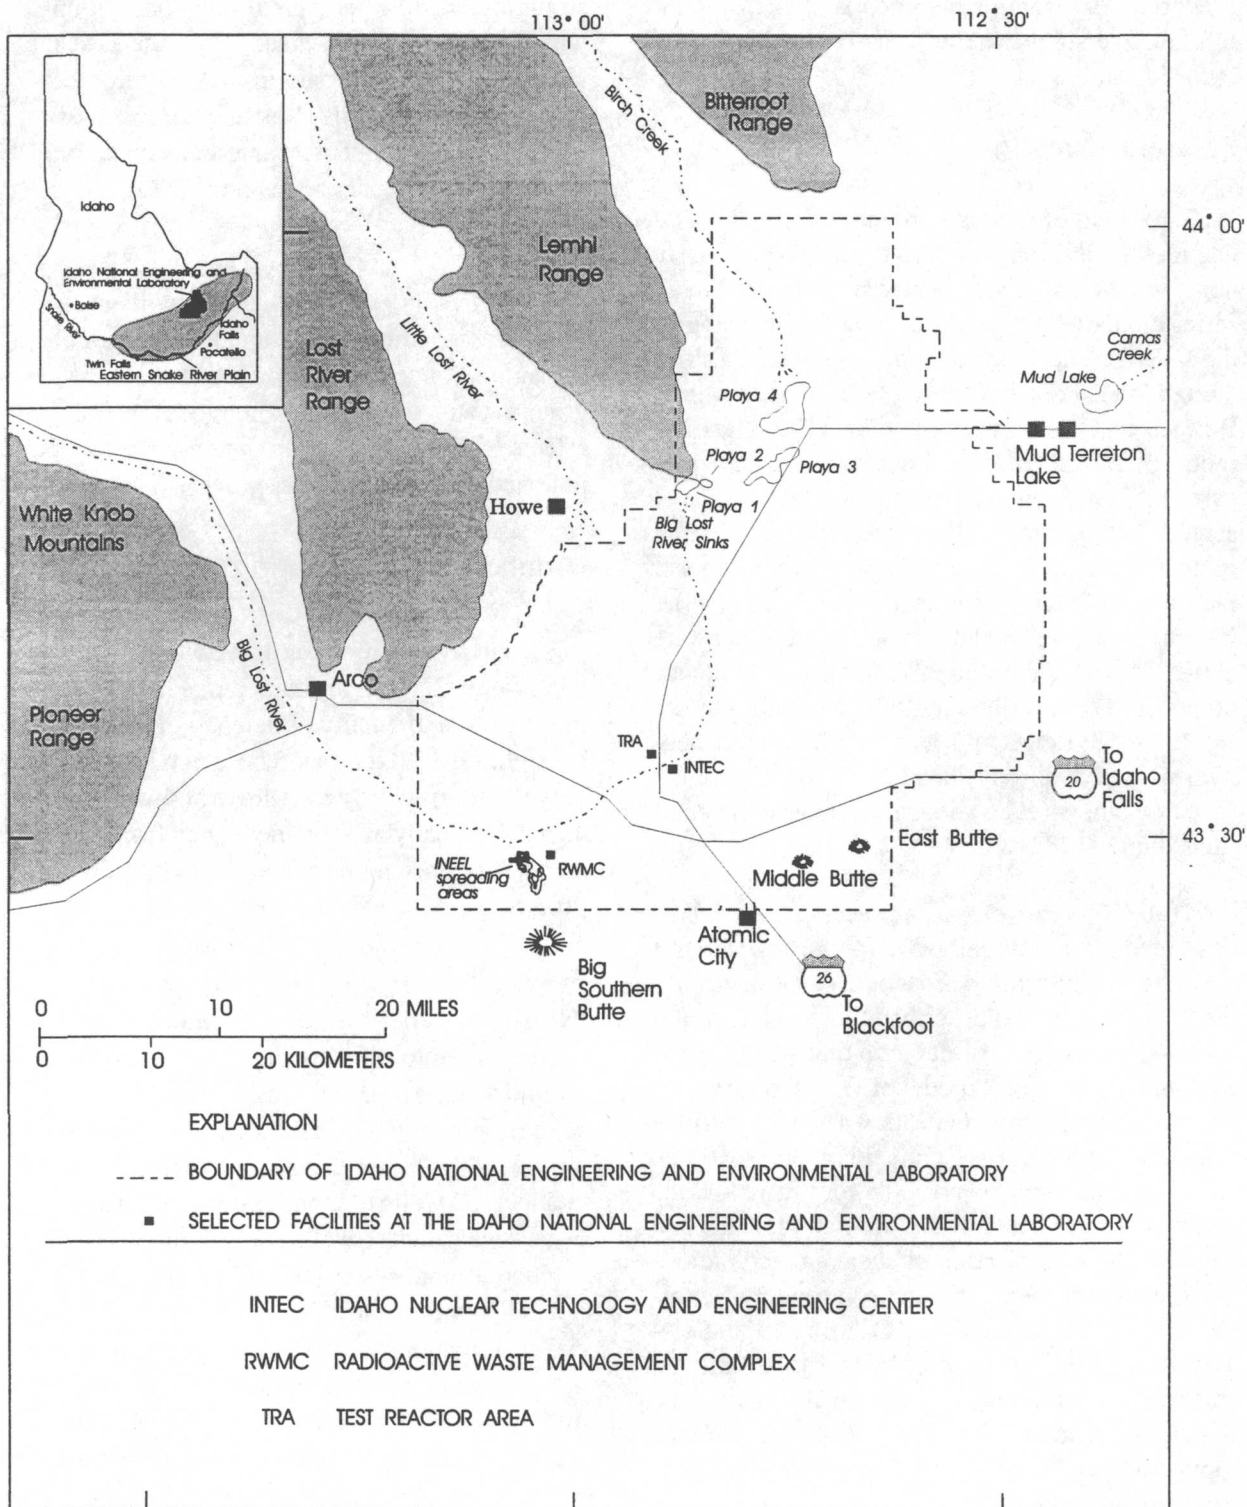 113° 00'
112° 30'
Birch Creek
Bitterroot
Range
Idaho
Idaho National Engineering and
Environmental Laboratory
Boise
Snake River
Idaho
Falls
Pocatello
Twin Falls
Eastern Snake River Plain
44° 00'
Lemhi
Range
Lost
River
Range
Little Lost River
Camas
Creek
Mud Lake
Playa 4
Playa 2
Playa 3
Playa 1
Mud Terreton
Lake
White Knob
Mountains
Howe
Big Lost
River Sinks
Big Lost River
Arco
Pioneer
Range
TRA
INTEC
To
Idaho
Falls
20
43° 30'
East Butte
Middle Butte
INEEL
spreading
areas
RWMC
Atomic
City
Big
Southern
Butte
26
To
Blackfoot
0 10 20 MILES
0 10 20 KILOMETERS
EXPLANATION
BOUNDARY OF IDAHO NATIONAL ENGINEERING AND ENVIRONMENTAL LABORATORY
SELECTED FACILITIES AT THE IDAHO NATIONAL ENGINEERING AND ENVIRONMENTAL LABORATORY
INTEC IDAHO NUCLEAR TECHNOLOGY AND ENGINEERING CENTER
RWMC RADIOACTIVE WASTE MANAGEMENT COMPLEX
TRA TEST REACTOR AREA